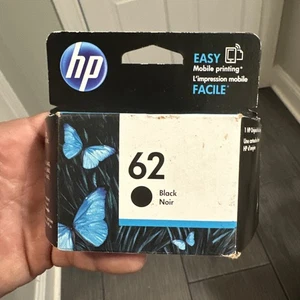 hp
EASY
Mobile printing*
L'impression mobile
FACILE*
62
Black
Noir